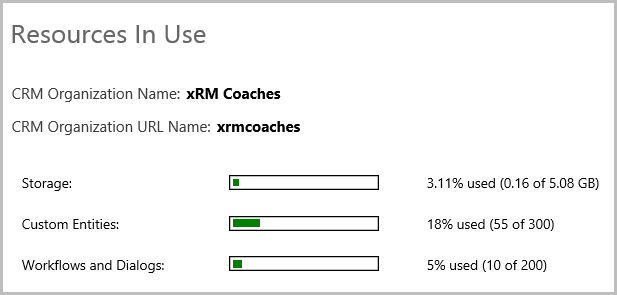 Resources In Use
CRM Organization Name: xRM Coaches
CRM Organization URL Name: xrmcoaches
Storage: 3.11% used (0.16 of 5.08 GB)
Custom Entities: 18% used (55 of 300)
Workflows and Dialogs: 5% used (10 of 200)